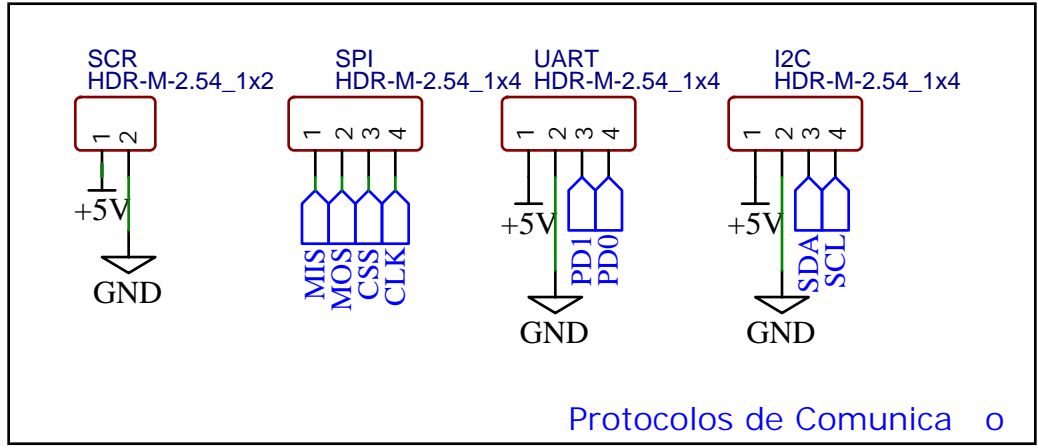 SCR
HDR-M-2.54_1x2
1 2
+5V
GND
SPI
HDR-M-2.54_1x4
1 2 3 4
MIS
MOS
CSS
CLK
UART
HDR-M-2.54_1x4
1 2 3 4
+5V
PD1
PD0
GND
I2C
HDR-M-2.54_1x4
1 2 3 4
+5V
SDA
SCL
GND
Protocolos de Comunica o